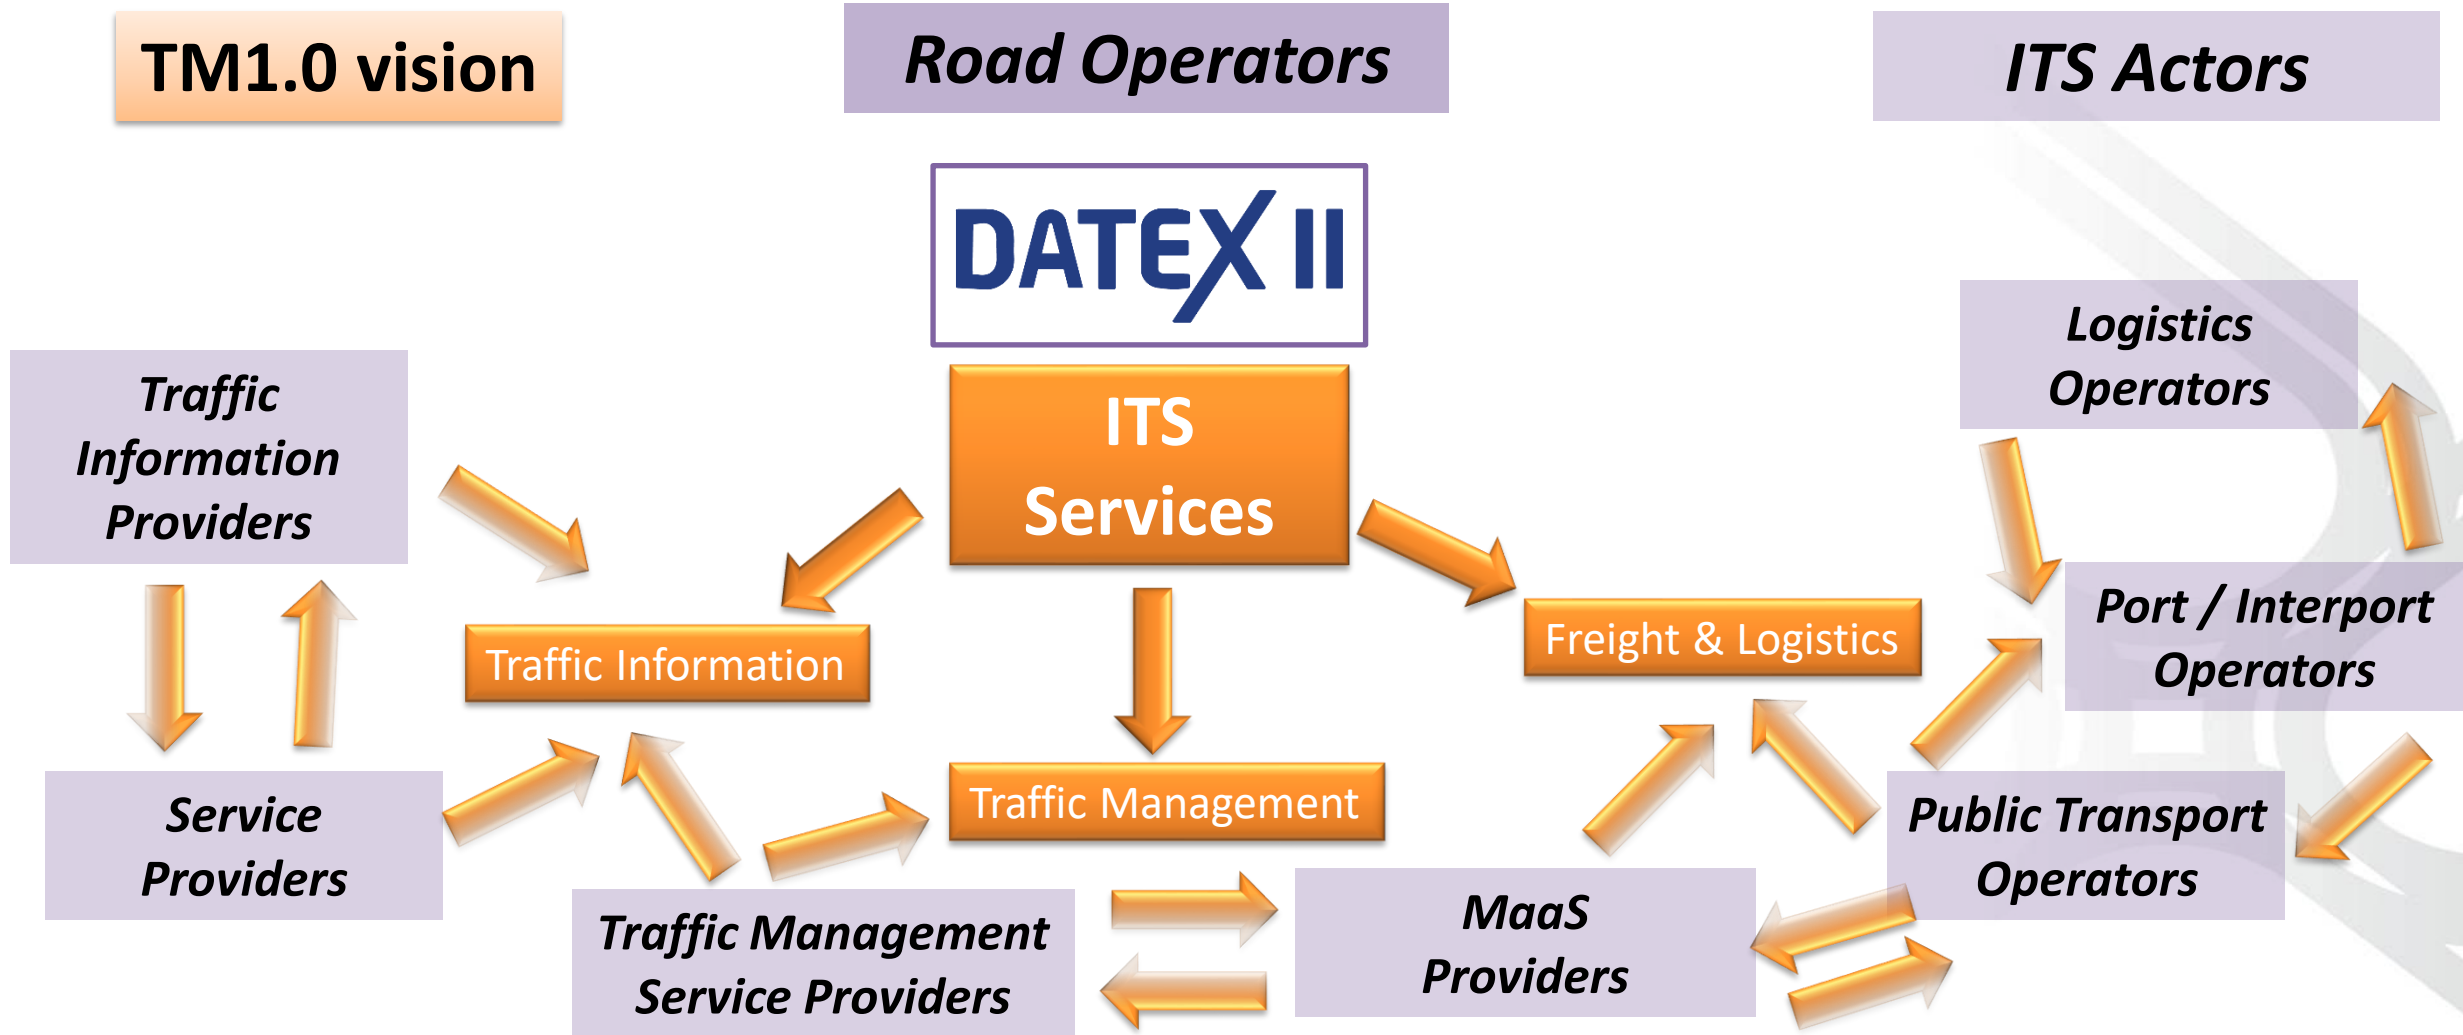 TM1.0 vision
Road Operators
ITS Actors
DATEX II
ITS
Services
Logistics
Operators
Traffic
Information
Providers
Traffic Information
Freight & Logistics
Port / Interport
Operators
Traffic Management
Service
Providers
Public Transport
Operators
Traffic Management
Service Providers
MaaS
Providers